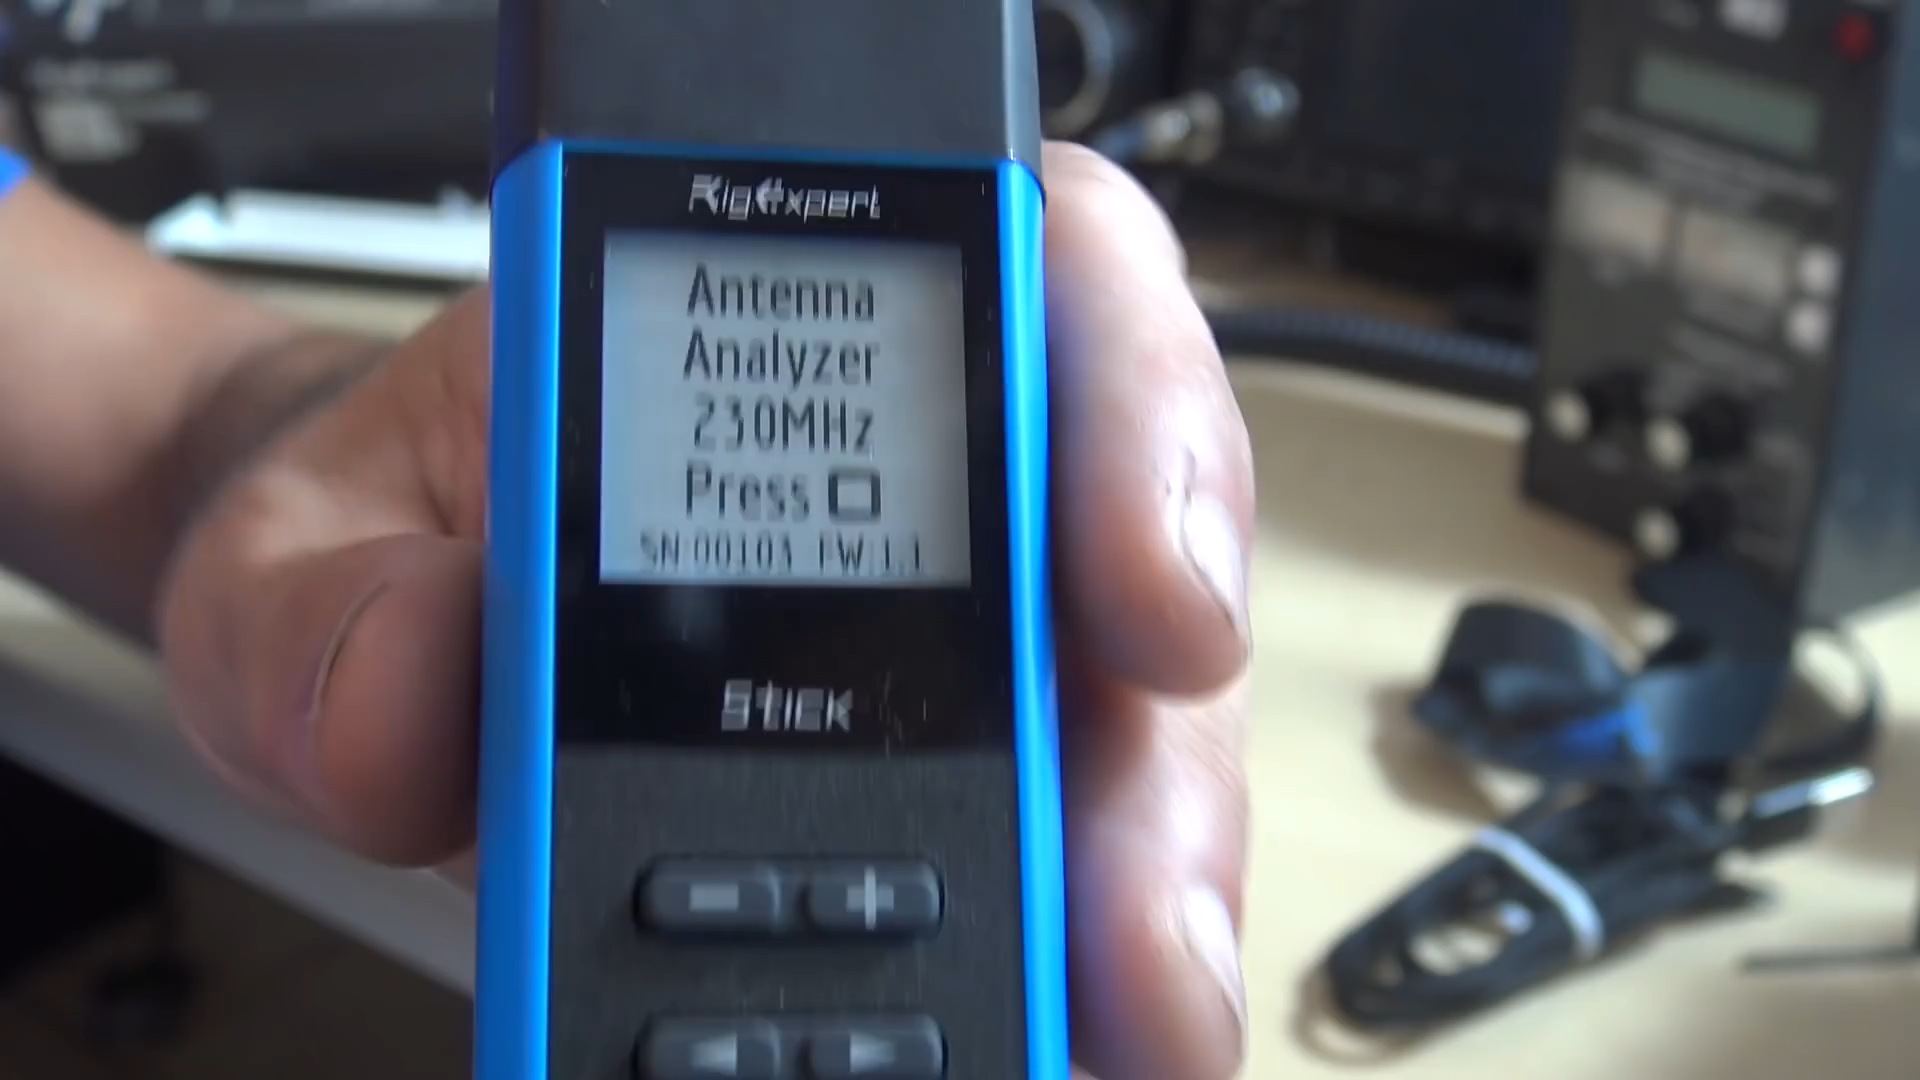 RigExpert
Antenna
Analyzer
230MHz
Press
SN:00103 FW:1.1
Stick